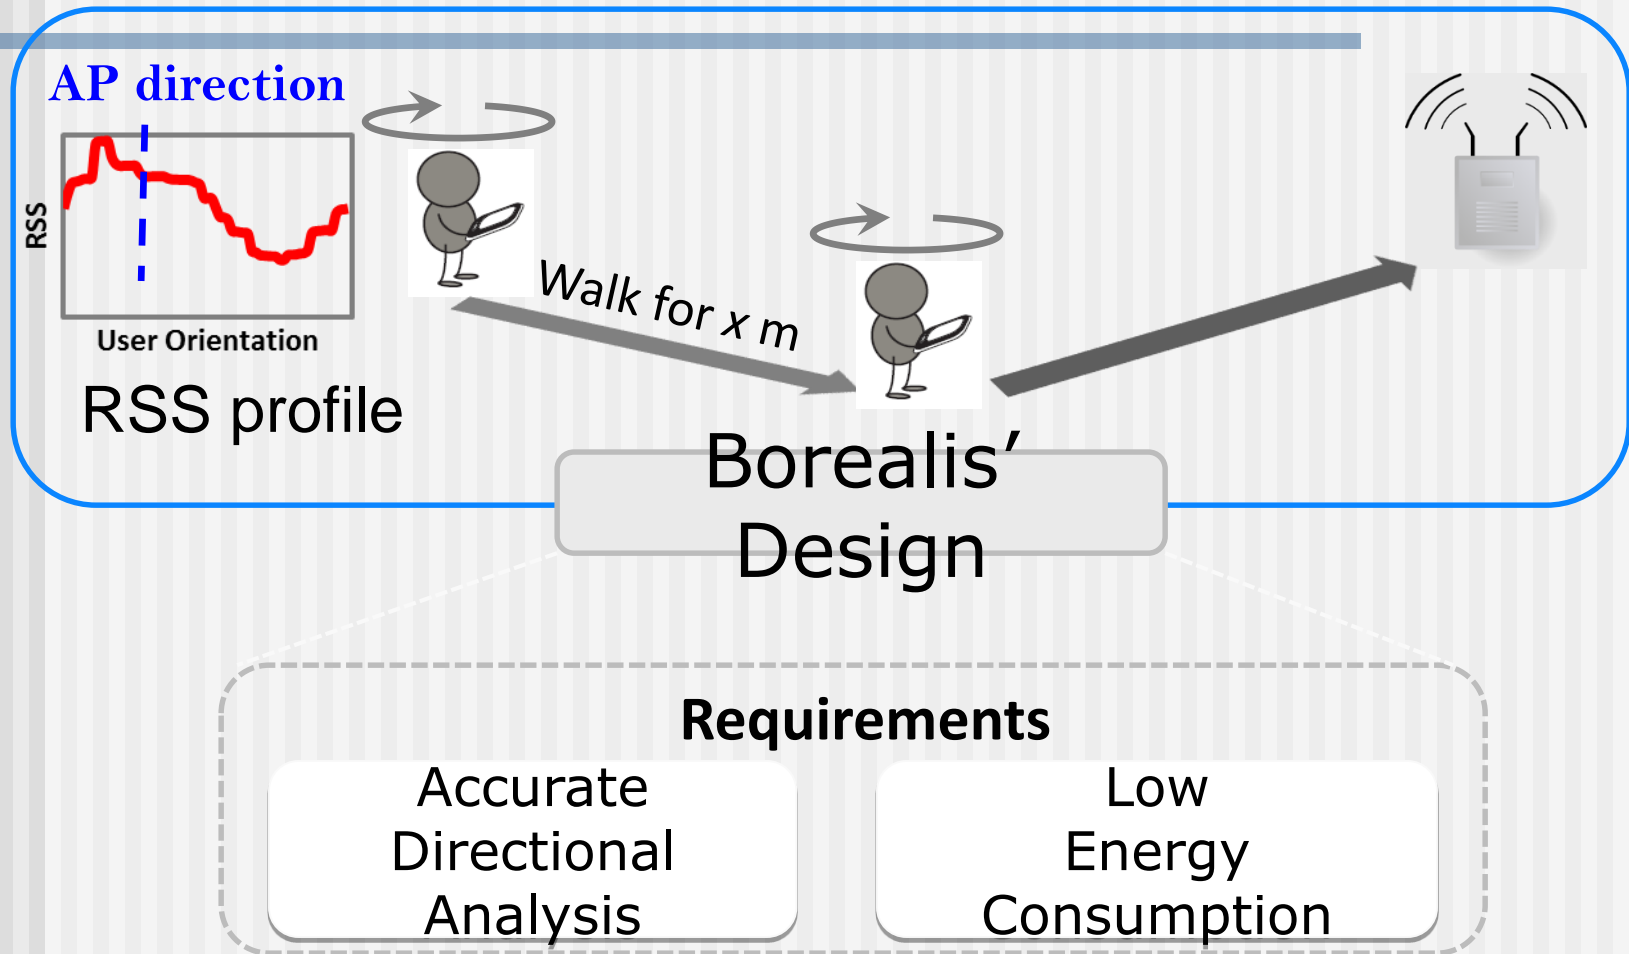 AP direction
RSS
User Orientation
RSS profile
Walk for x m
Borealis’
Design
Requirements
Accurate
Directional
Analysis
Low
Energy
Consumption